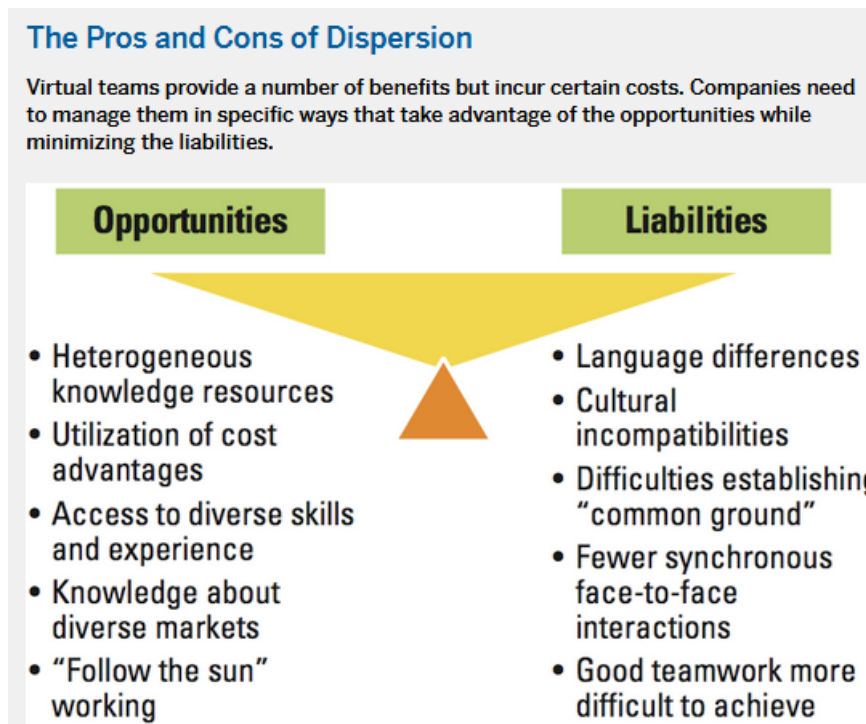 The Pros and Cons of Dispersion
Virtual teams provide a number of benefits but incur certain costs. Companies need
to manage them in specific ways that take advantage of the opportunities while
minimizing the liabilities.
Opportunities
• Heterogeneous
knowledge resources
• Utilization of cost
advantages
• Access to diverse skills
and experience
• Knowledge about
diverse markets
• “Follow the sun”
working
Liabilities
• Language differences
• Cultural
incompatibilities
• Difficulties establishing
“common ground”
• Fewer synchronous
face-to-face
interactions
• Good teamwork more
difficult to achieve